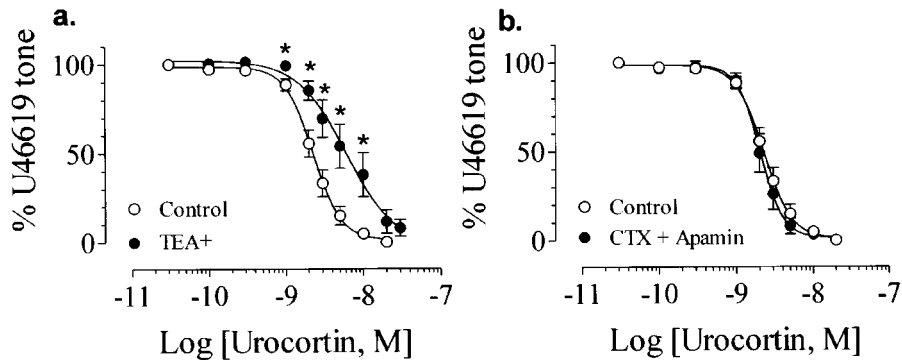 a.
% U46619 tone
100
50
0
*
*
*
*
*
Control
TEA+
-11
-10
-9
-8
-7
Log [Urocortin, M]
b.
% U46619 tone
100
50
0
Control
CTX + Apamin
-11
-10
-9
-8
-7
Log [Urocortin, M]